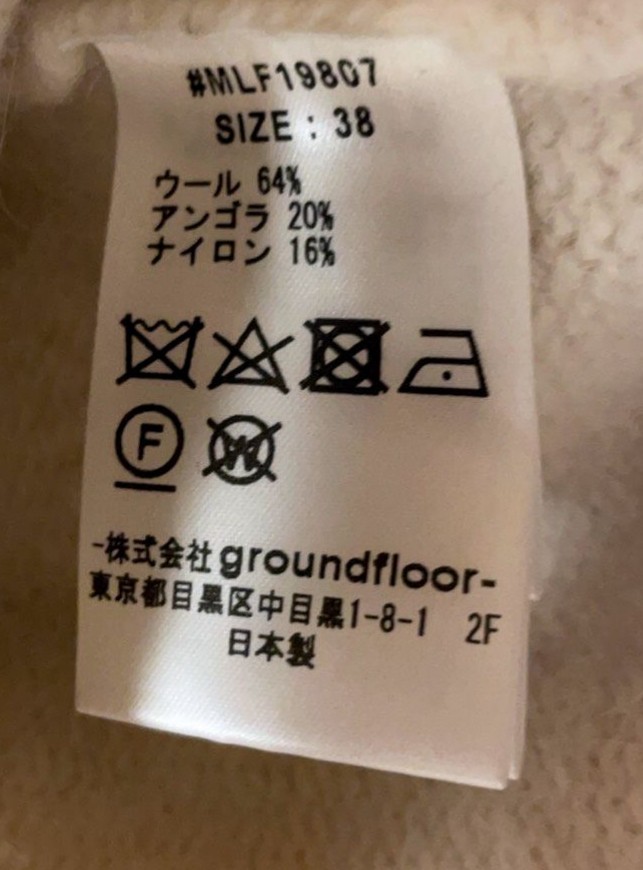 #MLF19807
SIZE : 38
ウール 64%
アンゴラ 20%
ナイロン 16%
F W
-株式会社groundfloor-
東京都目黒区中目黒1-8-1 2F
日本製